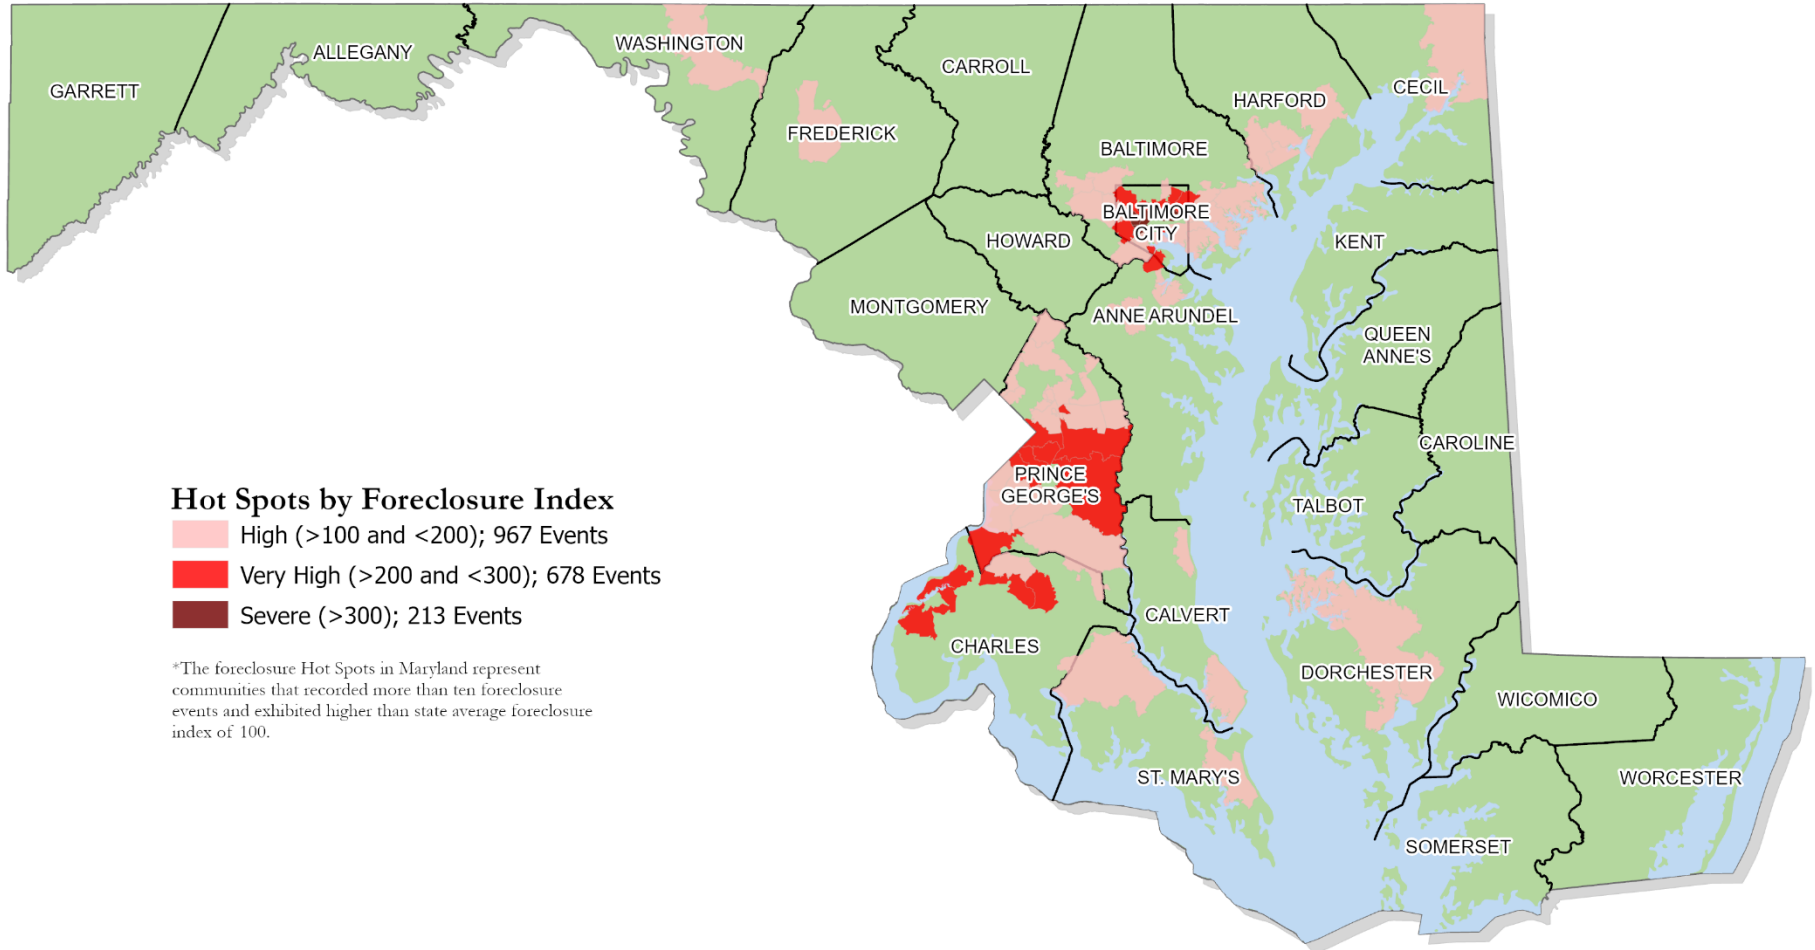 GARRETT
ALLEGANY
WASHINGTON
FREDERICK
CARROLL
BALTIMORE
HARFORD
CECIL
BALTIMORE
CITY
HOWARD
MONTGOMERY
ANNE ARUNDEL
KENT
QUEEN
ANNE'S
CAROLINE
PRINCE
GEORGE'S
TALBOT
CALVERT
CHARLES
DORCHESTER
WICOMICO
ST. MARY'S
WORCESTER
SOMERSET
Hot Spots by Foreclosure Index
High (>100 and <200); 967 Events
Very High (>200 and <300); 678 Events
Severe (>300); 213 Events
*The foreclosure Hot Spots in Maryland represent
communities that recorded more than ten foreclosure
events and exhibited higher than state average foreclosure
index of 100.